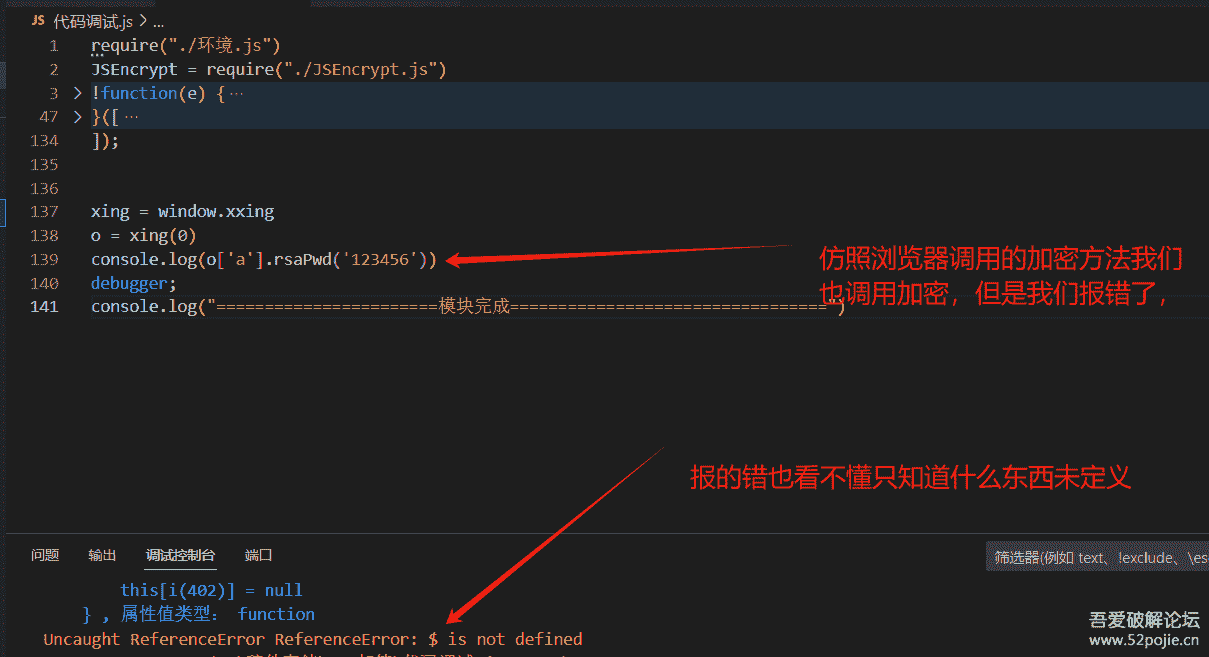 JS 代码调试.js > ...
1 require("./环境.js")
2 JSEncrypt = require("./JSEncrypt.js")
3 > !function(e) { ···
47 > }([ ···
134 ]);
135
136
137 xing = window.xxing
138 o = xing(0)
139 console.log(o['a'].rsaPwd('123456'))
140 debugger;
141 console.log("=======================模块完成=================================")
仿照浏览器调用的加密方法我们
也调用加密，但是我们报错了，
报的错也看不懂只知道什么东西未定义
问题 输出 调试控制台 端口
筛选器(例如 text、!exclude、\es
this[i(402)] = null
} , 属性值类型： function
Uncaught ReferenceError ReferenceError: $ is not defined
吾爱破解论坛
www.52pojie.cn